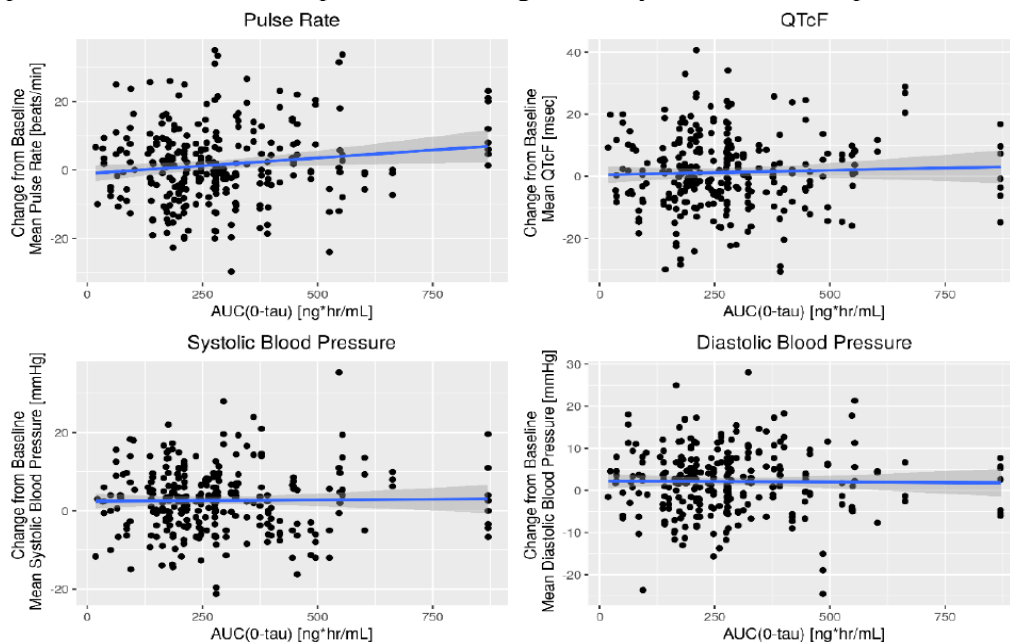 Pulse Rate
QTcF
Change from Baseline
Mean Pulse Rate [beats/min]
20
0
-20
0
250
500
750
AUC(0-tau) [ng*hr/mL]
Change from Baseline
Mean QTcF [msec]
40
20
0
-20
0
250
500
750
AUC(0-tau) [ng*hr/mL]
Systolic Blood Pressure
Diastolic Blood Pressure
Change from Baseline
Mean Systolic Blood Pressure [mmHg]
20
0
-20
0
250
500
750
AUC(0-tau) [ng*hr/mL]
Change from Baseline
Mean Diastolic Blood Pressure [mmHg]
30
20
10
0
-10
-20
0
250
500
750
AUC(0-tau) [ng*hr/mL]